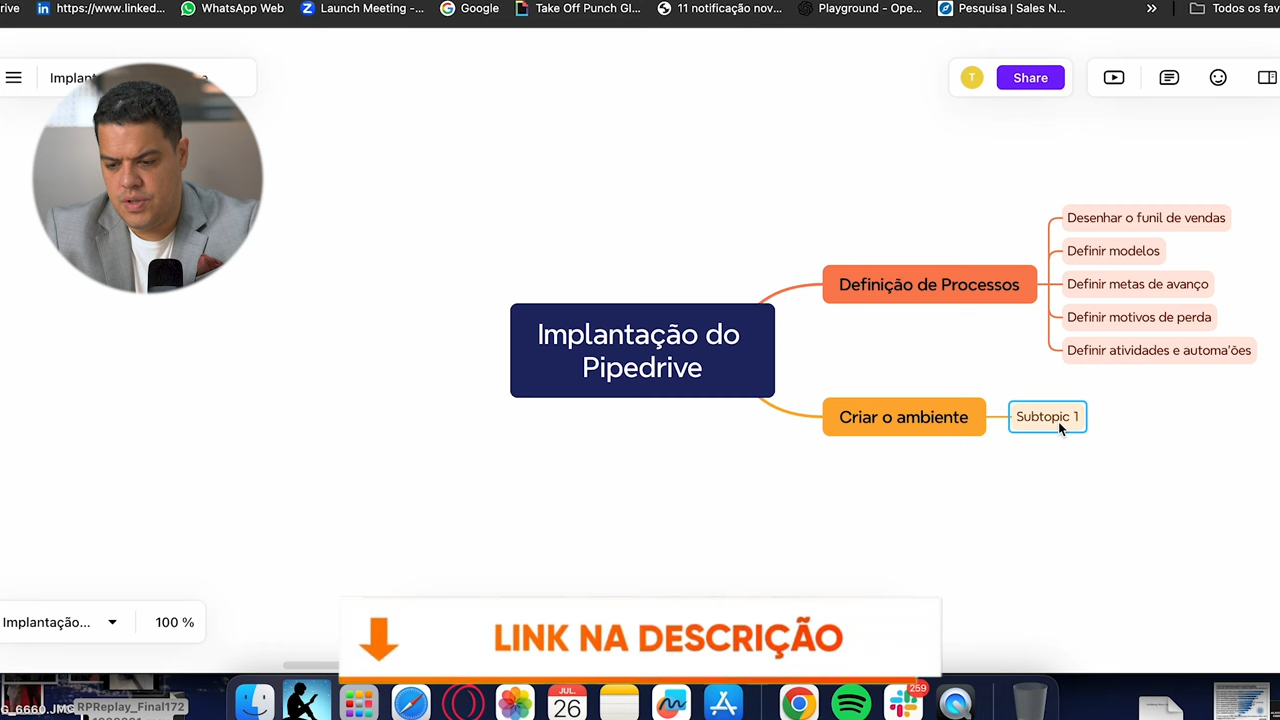 rive
https://www.linked...
WhatsApp Web
Launch Meeting -...
Google
Take Off Punch Gl...
11 notificação nov...
Playground - Ope...
Pesquisa | Sales N...
»
Todos os fav
Implan
T
Share
Desenhar o funil de vendas
Definir modelos
Definição de Processos
Definir metas de avanço
Definir motivos de perda
Implantação do
Pipedrive
Definir atividades e automa'ões
Criar o ambiente
Subtopic 1
Implantação...
100 %
LINK NA DESCRIÇÃO
259
JUL.
26
G_6660.JMG
RPReplay_Final172